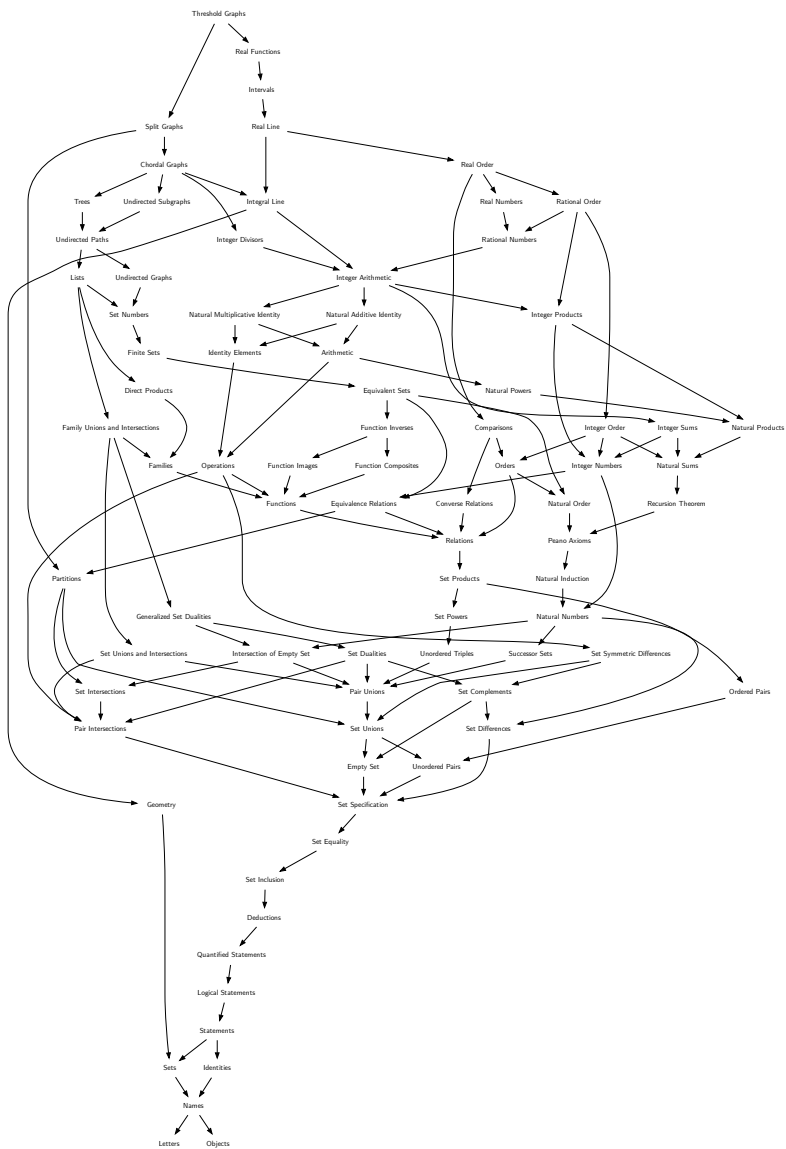 Threshold Graphs
Real Functions
Intervals
Split Graphs
Real Line
Chordal Graphs
Real Order
Trees
Undirected Subgraphs
Integral Line
Real Numbers
Rational Order
Undirected Paths
Integer Divisors
Rational Numbers
Lists
Undirected Graphs
Integer Arithmetic
Set Numbers
Natural Multiplicative Identity
Natural Additive Identity
Integer Products
Finite Sets
Identity Elements
Arithmetic
Direct Products
Equivalent Sets
Natural Powers
Family Unions and Intersections
Function Inverses
Comparisons
Integer Order
Integer Sums
Natural Products
Families
Operations
Function Images
Function Composites
Orders
Integer Numbers
Natural Sums
Functions
Equivalence Relations
Converse Relations
Natural Order
Recursion Theorem
Relations
Peano Axioms
Partitions
Set Products
Natural Induction
Generalized Set Dualities
Set Powers
Natural Numbers
Set Unions and Intersections
Intersection of Empty Set
Set Dualities
Unordered Triples
Successor Sets
Set Symmetric Differences
Set Intersections
Pair Unions
Set Complements
Ordered Pairs
Pair Intersections
Set Unions
Set Differences
Empty Set
Unordered Pairs
Geometry
Set Specification
Set Equality
Set Inclusion
Deductions
Quantified Statements
Logical Statements
Statements
Sets
Identities
Names
Letters
Objects